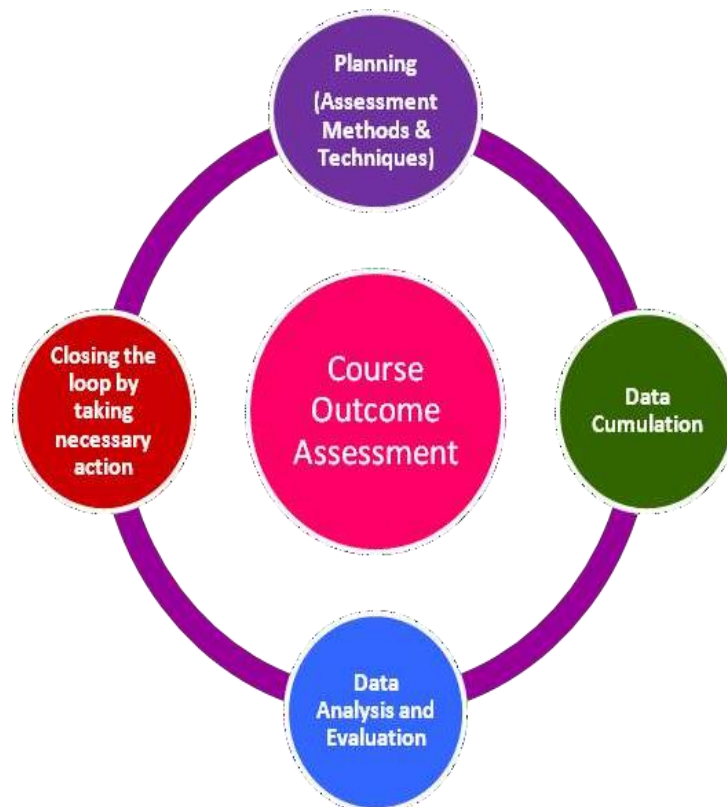 Planning
(Assessment
Methods &
Techniques)
Closing the
loop by
taking
necessary
action
Course
Outcome
Assessment
Data
Cumulation
Data
Analysis and
Evaluation